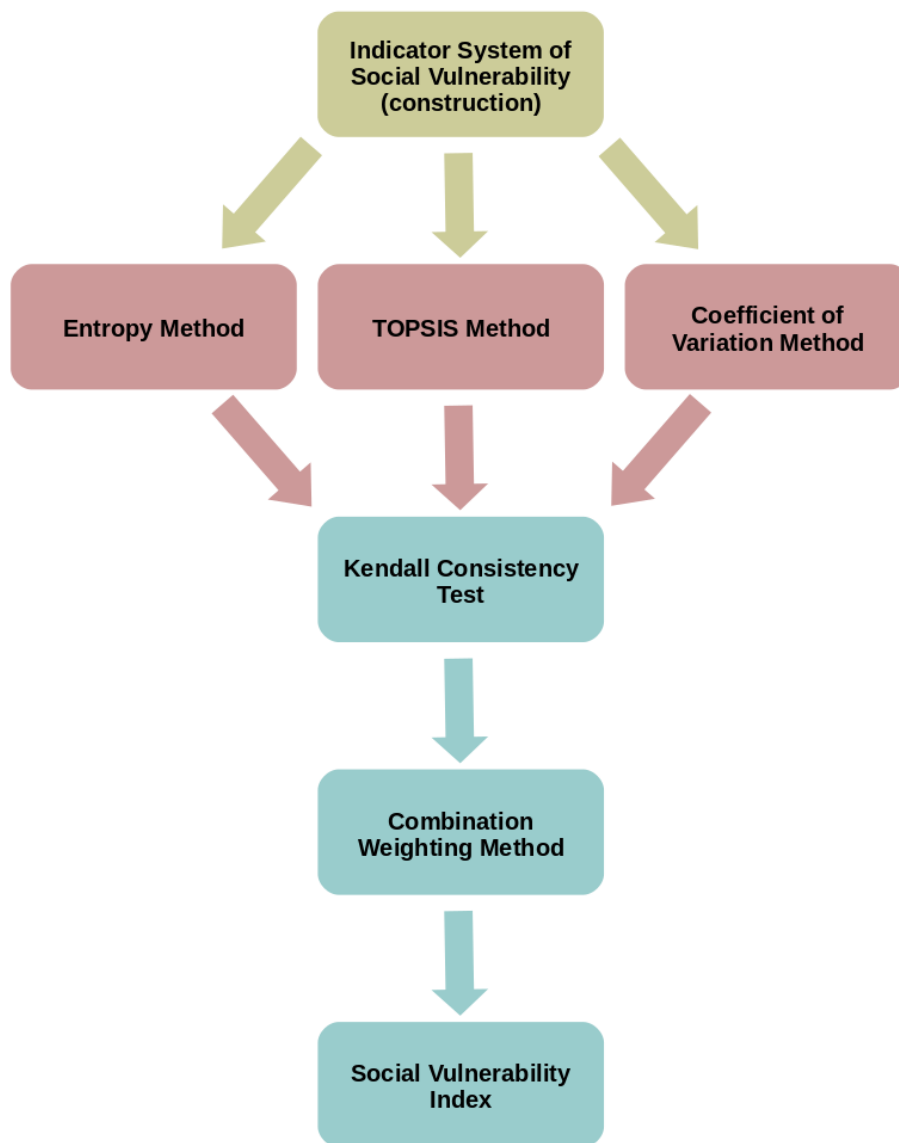 Indicator System of
Social Vulnerability
(construction)
Entropy Method
TOPSIS Method
Coefficient of
Variation Method
Kendall Consistency
Test
Combination
Weighting Method
Social Vulnerability
Index